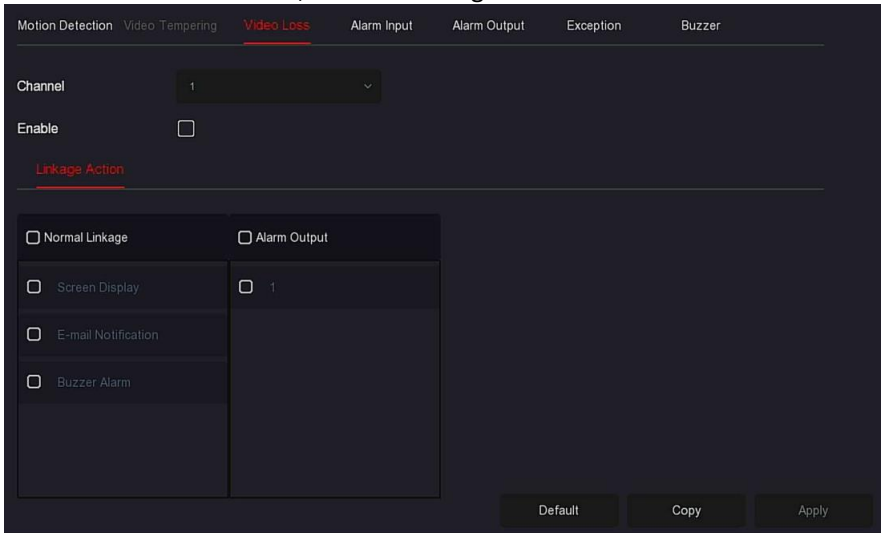 Motion Detection Video Tempering Video Loss Alarm Input Alarm Output Exception Buzzer
Channel 1
Enable
Linkage Action
Normal Linkage Alarm Output
Screen Display 1
E-mail Notification
Buzzer Alarm
Default Copy Apply